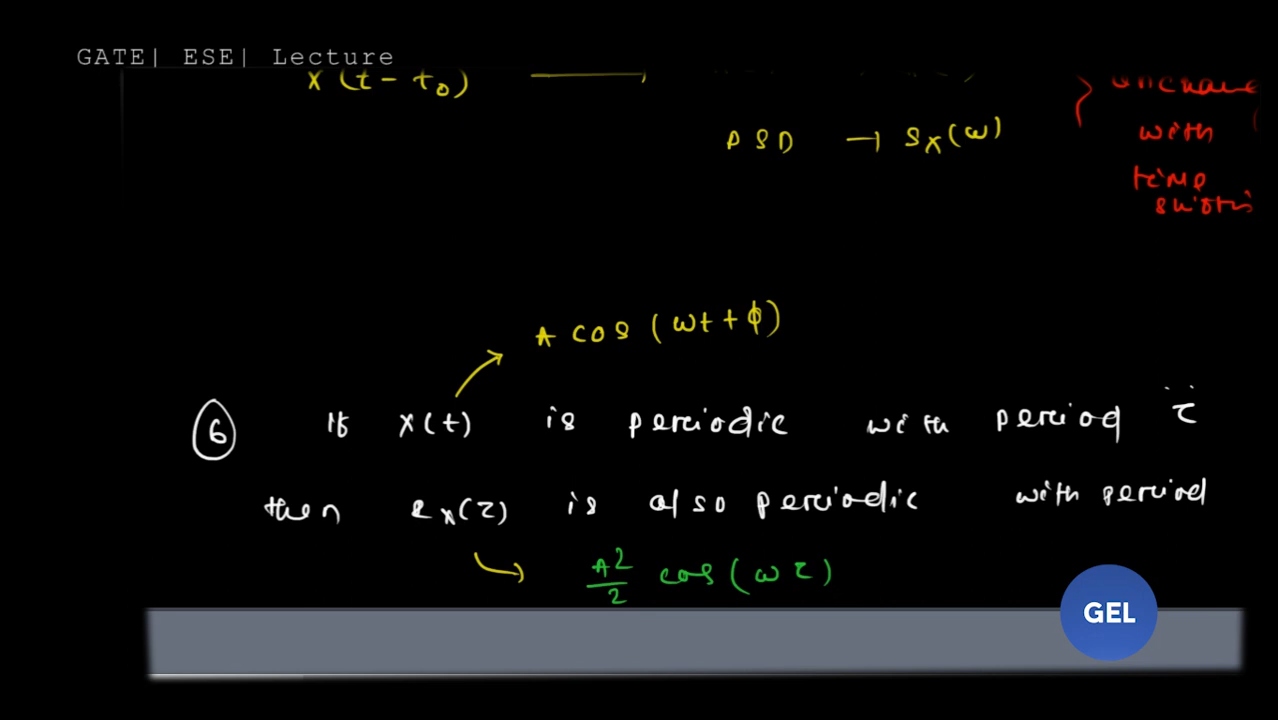 GATE| ESE| Lecture
X(t - t0)
PSD → Sx(ω)
with
time
A cos (ωt + ϕ)
6 If x(t) is periodic with period τ
then Rx(τ) is also periodic with period
A²/2 cos(ωτ)
GEL